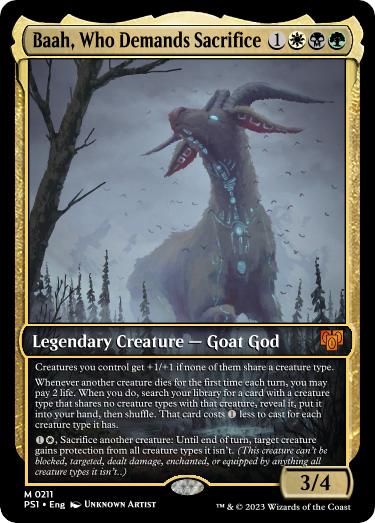 Baah, Who Demands Sacrifice 1
Legendary Creature — Goat God
Creatures you control get +1/+1 if none of them share a creature type.
Whenever another creature dies for the first time each turn, you may
pay 2 life. When you do, search your library for a card with a creature
type that shares no creature types with that creature, reveal it, put it
into your hand, then shuffle. That card costs 1 less to cast for each
creature type it has.
1, Sacrifice another creature: Until end of turn, target creature
gains protection from all creature types it isn't. (This creature can't be
blocked, targeted, dealt damage, enchanted, or equipped by anything all
creature types it isn't..)
3/4
M 0211
PS1 • Eng Unknown Artist
™ & © 2023 Wizards of the Coast